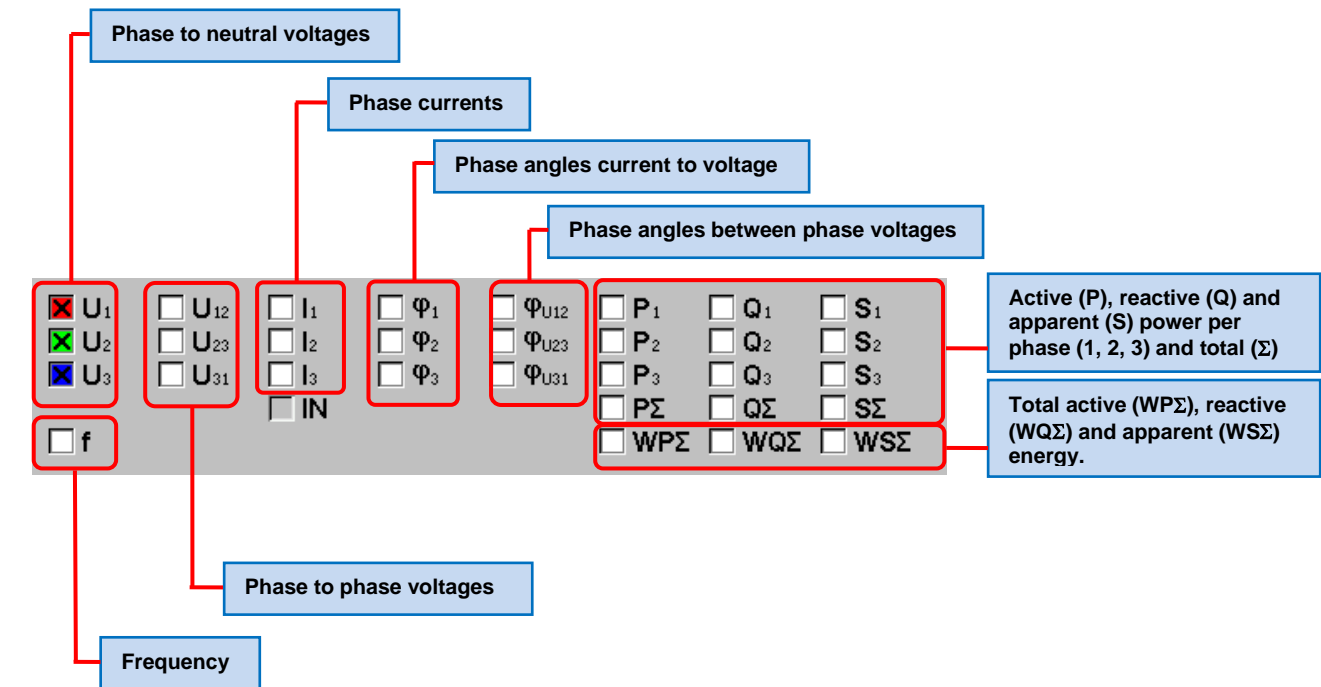 Phase to neutral voltages
Phase currents
Phase angles current to voltage
Phase angles between phase voltages
U1 U12 I1 φ1 φU12 P1 Q1 S1
U2 U23 I2 φ2 φU23 P2 Q2 S2
U3 U31 I3 φ3 φU31 P3 Q3 S3
IN PΣ QΣ SΣ
f WPΣ WQΣ WSΣ
Active (P), reactive (Q) and
apparent (S) power per
phase (1, 2, 3) and total (Σ)
Total active (WPΣ), reactive
(WQΣ) and apparent (WSΣ)
energy.
Phase to phase voltages
Frequency